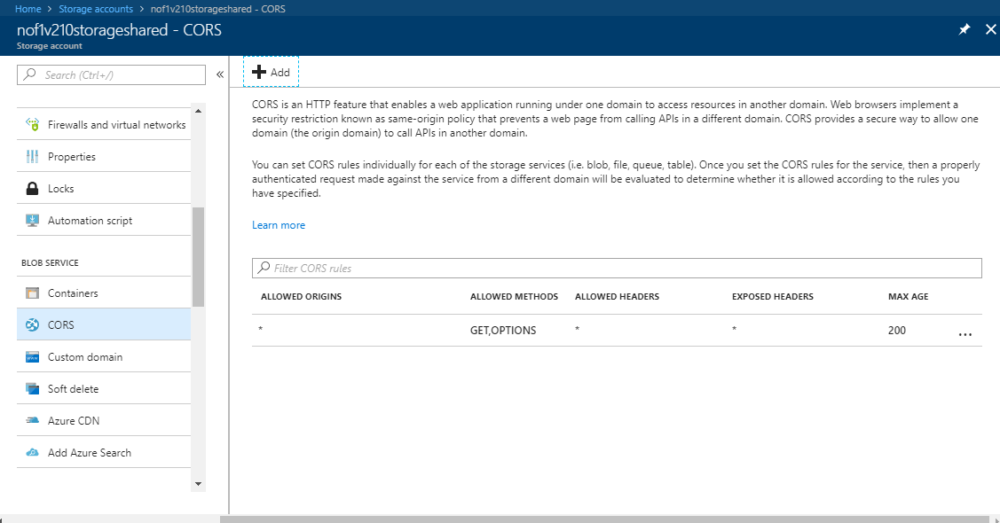 Home > Storage accounts > nof1v210storageshared - CORS
nof1v210storageshared - CORS
Storage account
Search (Ctrl+/)
Firewalls and virtual networks
Properties
Locks
Automation script
BLOB SERVICE
Containers
CORS
Custom domain
Soft delete
Azure CDN
Add Azure Search
Add
CORS is an HTTP feature that enables a web application running under one domain to access resources in another domain. Web browsers implement a
security restriction known as same-origin policy that prevents a web page from calling APIs in a different domain. CORS provides a secure way to allow one
domain (the origin domain) to call APIs in another domain.
You can set CORS rules individually for each of the storage services (i.e. blob, file, queue, table). Once you set the CORS rules for the service, then a properly
authenticated request made against the service from a different domain will be evaluated to determine whether it is allowed according to the rules you
have specified.
Learn more
Filter CORS rules
ALLOWED ORIGINS ALLOWED METHODS ALLOWED HEADERS EXPOSED HEADERS MAX AGE
* GET,OPTIONS * * 200 ...